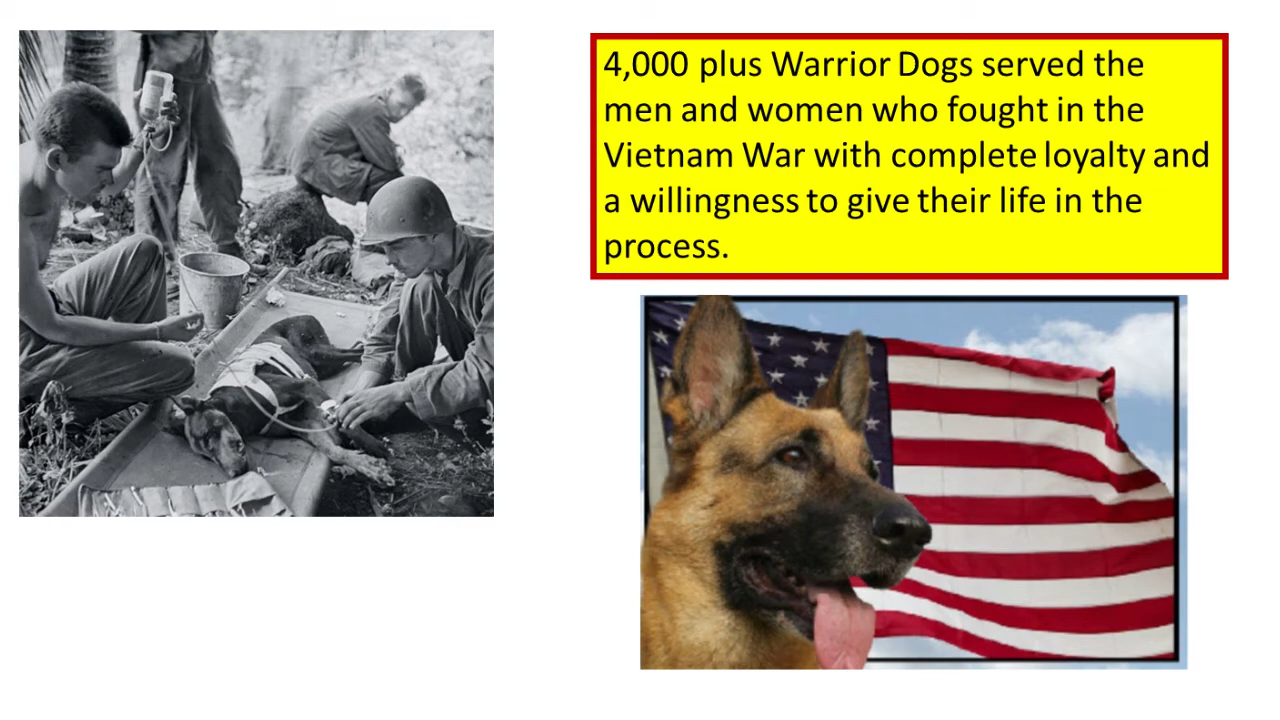 4,000 plus Warrior Dogs served the
men and women who fought in the
Vietnam War with complete loyalty and
a willingness to give their life in the
process.